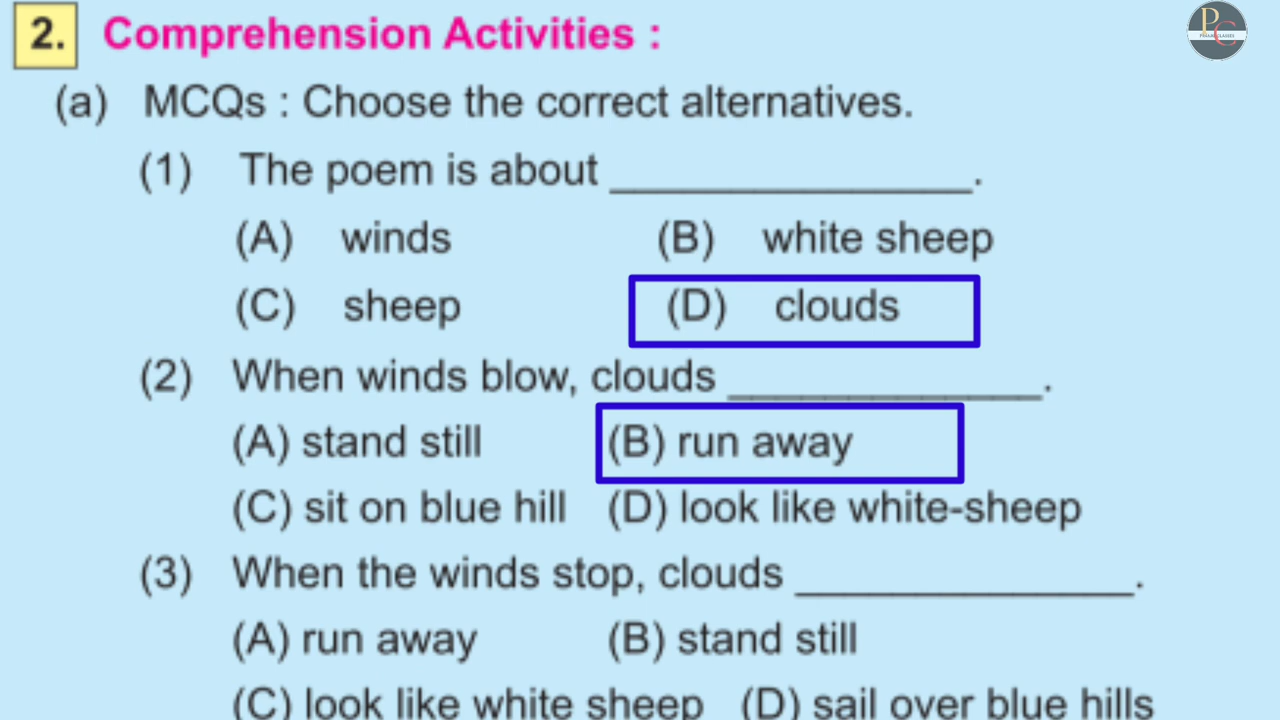 2. Comprehension Activities :
PC
(a) MCQs : Choose the correct alternatives.
(1) The poem is about _______________.
(A) winds (B) white sheep
(C) sheep (D) clouds
(2) When winds blow, clouds _____________.
(A) stand still (B) run away
(C) sit on blue hill (D) look like white-sheep
(3) When the winds stop, clouds ______________.
(A) run away (B) stand still
(C) look like white sheep (D) sail over blue hills